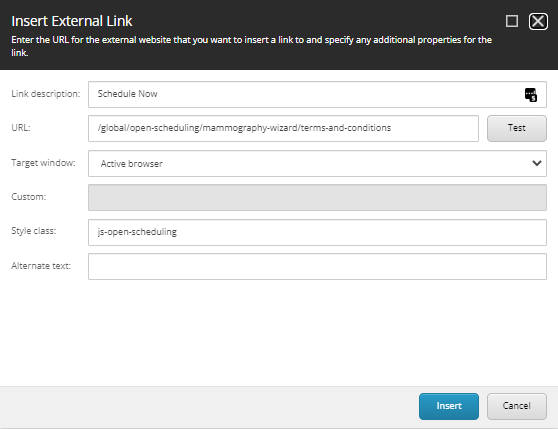 Insert External Link
Enter the URL for the external website that you want to insert a link to and specify any additional properties for the
link.
Link description: Schedule Now
URL: /global/open-scheduling/mammography-wizard/terms-and-conditions Test
Target window: Active browser
Custom:
Style class: js-open-scheduling
Alternate text:
Insert Cancel